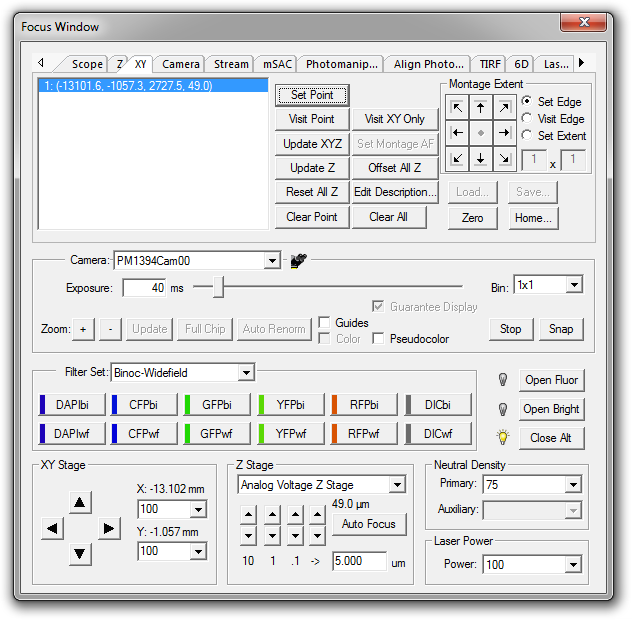 Focus Window
Scope Z XY Camera Stream mSAC Photomanip... Align Photo... TIRF 6D Las...
1: (-13101.6, -1057.3, 2727.5, 49.0)
Set Point
Visit Point Visit XY Only
Update XYZ Set Montage AF
Update Z Offset All Z
Reset All Z Edit Description...
Clear Point Clear All
Montage Extent
Set Edge
Visit Edge
Set Extent
1 x 1
Load... Save...
Zero Home...
Camera: PM1394Cam00
Exposure: 40 ms Bin: 1x1
Guarantee Display
Zoom: + - Update Full Chip Auto Renorm Guides Stop Snap
Color Pseudocolor
Filter Set: Binoc-Widefield
DAPIbi CFPbi GFPbi YFPbi RFPbi DICbi
DAPIwf CFPwf GFPwf YFPwf RFPwf DICwf
Open Fluor
Open Bright
Close Alt
XY Stage
X: -13.102 mm
100
Y: -1.057 mm
100
Z Stage
Analog Voltage Z Stage
49.0 µm
Auto Focus
10 1 .1 -> 5.000 um
Neutral Density
Primary: 75
Auxiliary:
Laser Power
Power: 100